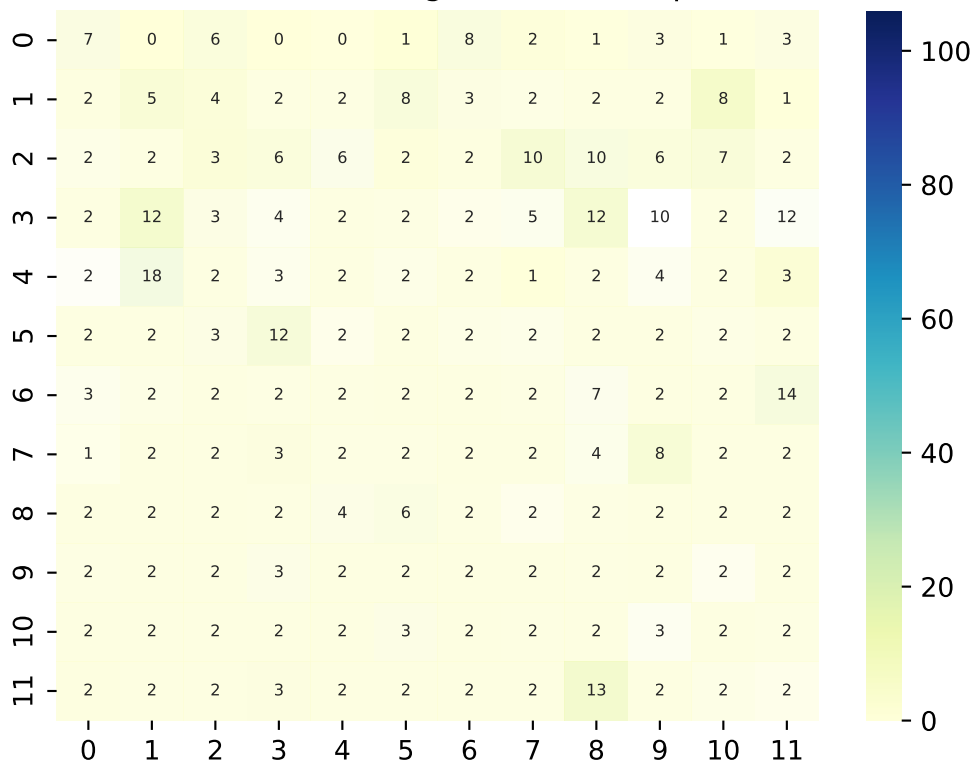 0 7 0 6 0 0 1 8 2 1 3 1 3
1 2 5 4 2 2 8 3 2 2 2 8 1
2 2 2 3 6 6 2 2 10 10 6 7 2
3 2 12 3 4 2 2 2 5 12 10 2 12
4 2 18 2 3 2 2 2 1 2 4 2 3
5 2 2 3 12 2 2 2 2 2 2 2 2
6 3 2 2 2 2 2 2 2 7 2 2 14
7 1 2 2 3 2 2 2 2 4 8 2 2
8 2 2 2 2 4 6 2 2 2 2 2 2
9 2 2 2 3 2 2 2 2 2 2 2 2
10 2 2 2 2 2 3 2 2 2 3 2 2
11 2 2 2 3 2 2 2 2 13 2 2 2
0 1 2 3 4 5 6 7 8 9 10 11
100
80
60
40
20
0